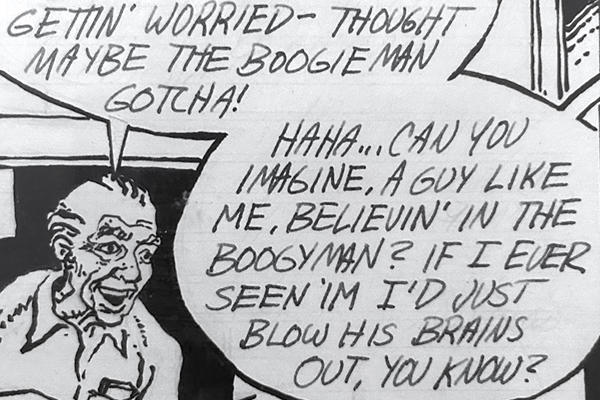 GETTIN' WORRIED- THOUGHT
MAYBE THE BOOGIEMAN
GOTCHA!
HAHA...CAN YOU
IMAGINE, A GUY LIKE
ME, BELIEVIN' IN THE
BOOGYMAN? IF I EVER
SEEN 'IM I'D JUST
BLOW HIS BRAINS
OUT, YOU KNOW?